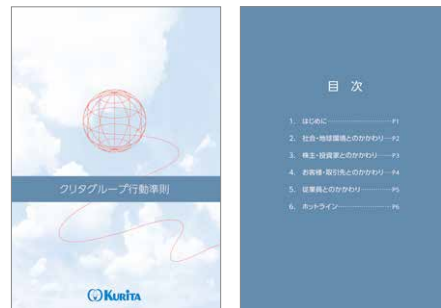 クリタグループ行動準則
KURITA
目 次
1. はじめに……………………P1
2. 社会・地球環境とのかかわり…P2
3. 株主・投資家とのかかわり……P3
4. お客様・取引先とのかかわり…P4
5. 従業員とのかかわり…………P5
6. ホットライン…………………P6